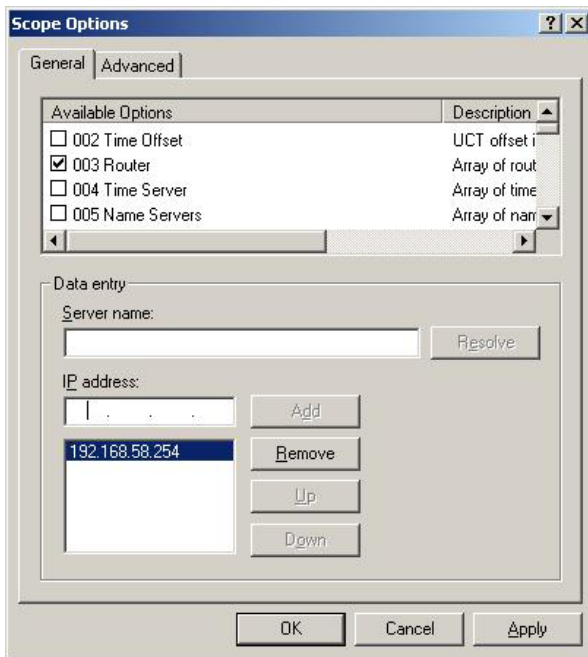 Scope Options
General Advanced
Available Options Description
002 Time Offset UCT offset i
003 Router Array of rout
004 Time Server Array of time
005 Name Servers Array of nam
Data entry
Server name:
Resolve
IP address:
. . .
Add
192.168.58.254
Remove
Up
Down
OK Cancel Apply